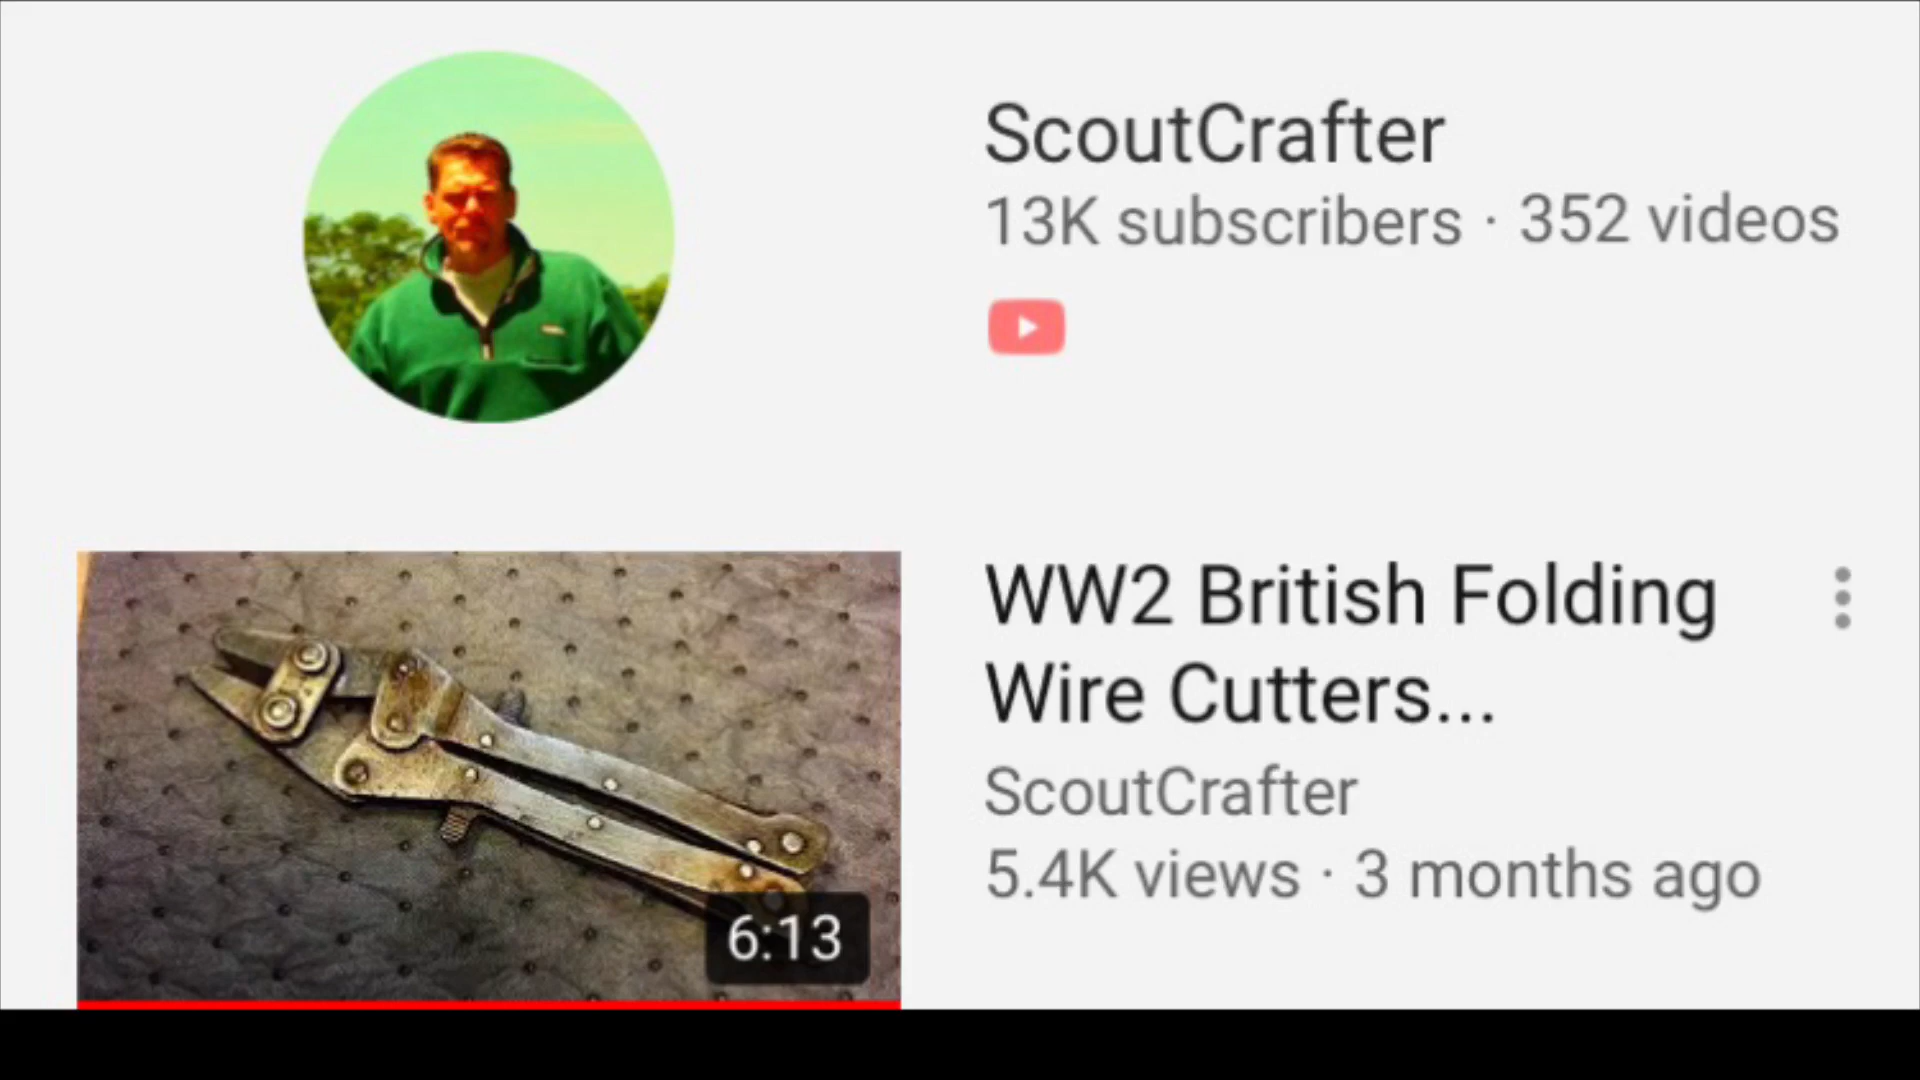 ScoutCrafter
13K subscribers · 352 videos
WW2 British Folding
Wire Cutters...
ScoutCrafter
5.4K views · 3 months ago
6:13